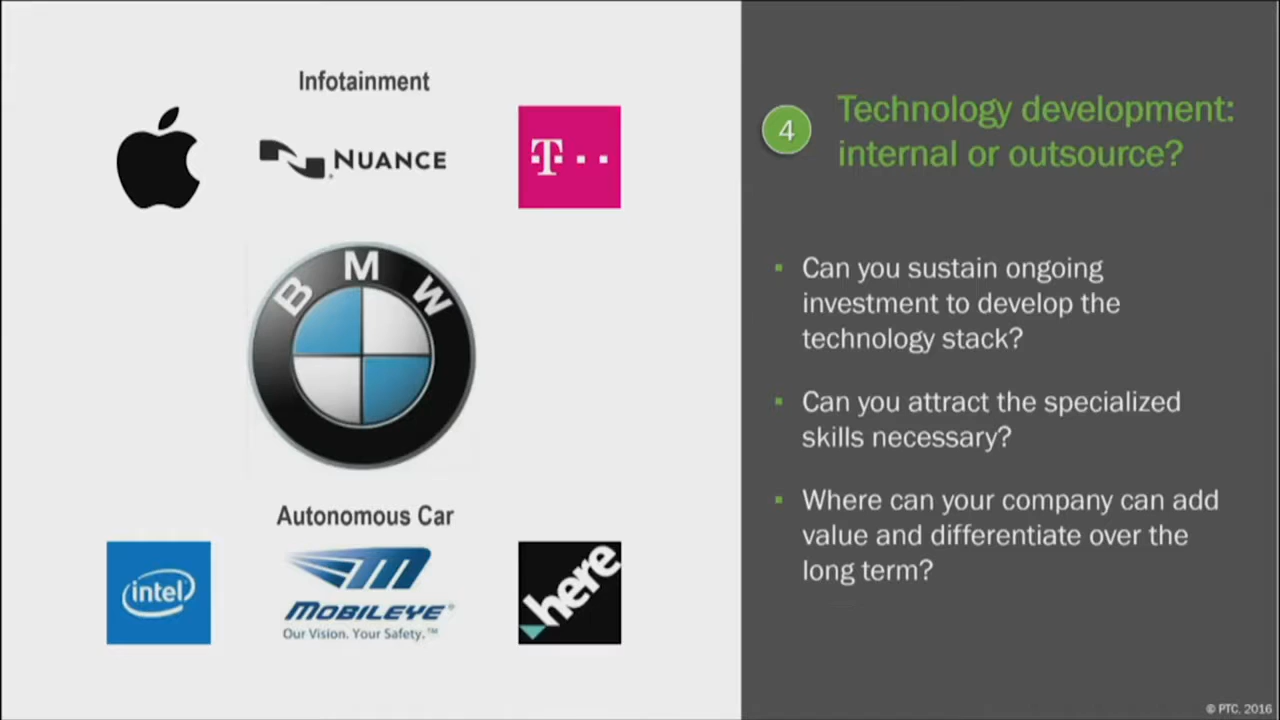 Infotainment
NUANCE
T··
BMW
Autonomous Car
intel
MOBILEYE®
Our Vision. Your Safety.™
here
4
Technology development:
internal or outsource?
▪ Can you sustain ongoing
investment to develop the
technology stack?
▪ Can you attract the specialized
skills necessary?
▪ Where can your company can add
value and differentiate over the
long term?
© PTC, 2016